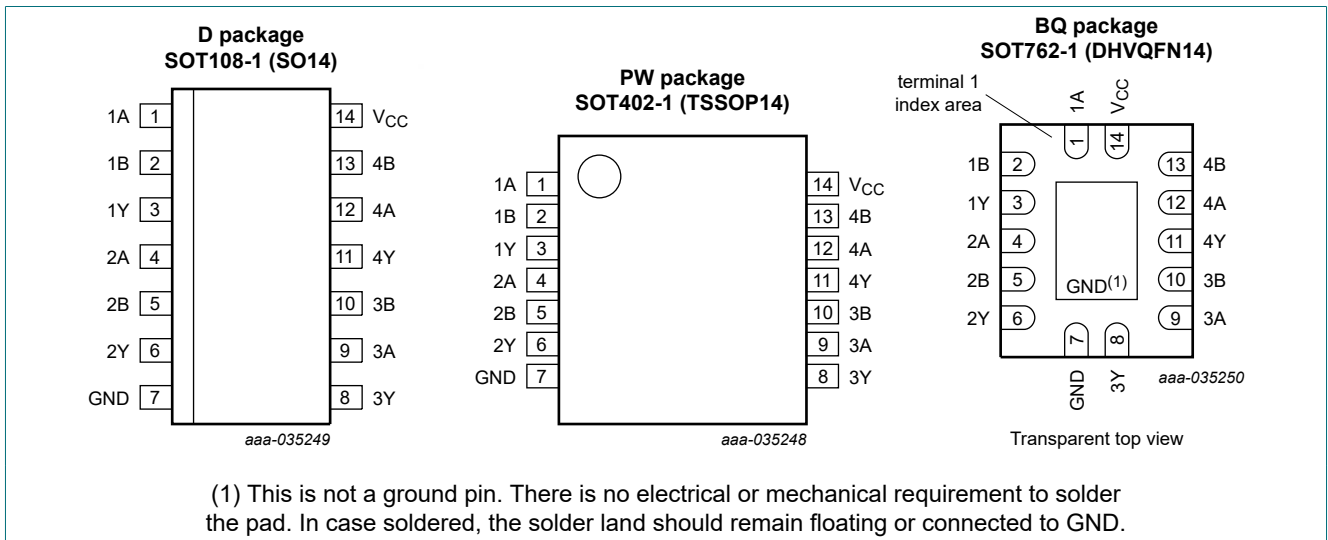 D package
SOT108-1 (SO14)
1A 1
1B 2
1Y 3
2A 4
2B 5
2Y 6
GND 7
14 VCC
13 4B
12 4A
11 4Y
10 3B
9 3A
8 3Y
aaa-035249
PW package
SOT402-1 (TSSOP14)
1A 1
1B 2
1Y 3
2A 4
2B 5
2Y 6
GND 7
14 VCC
13 4B
12 4A
11 4Y
10 3B
9 3A
8 3Y
aaa-035248
BQ package
SOT762-1 (DHVQFN14)
terminal 1
index area
1A
VCC
1
14
1B 2
1Y 3
2A 4
2B 5
2Y 6
13 4B
12 4A
11 4Y
10 3B
9 3A
GND(1)
7
8
GND
3Y
aaa-035250
Transparent top view
(1) This is not a ground pin. There is no electrical or mechanical requirement to solder
the pad. In case soldered, the solder land should remain floating or connected to GND.